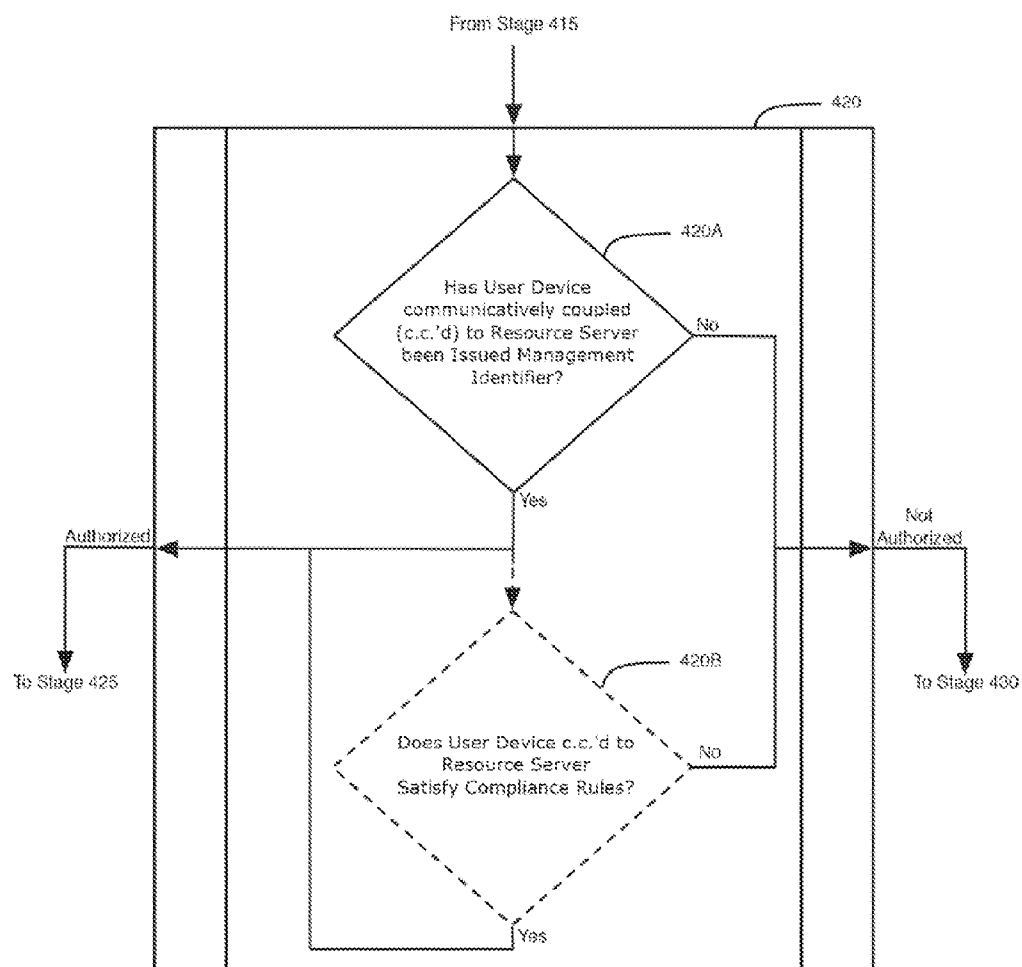 From Stage 415
420
420A
Has User Device
communicatively coupled
(c.c.'d) to Resource Server
been Issued Management
Identifier?
No
Yes
Authorized
Not
Authorized
To Stage 425
To Stage 430
420B
Does User Device c.c.'d to
Resource Server
Satisfy Compliance Rules?
No
Yes